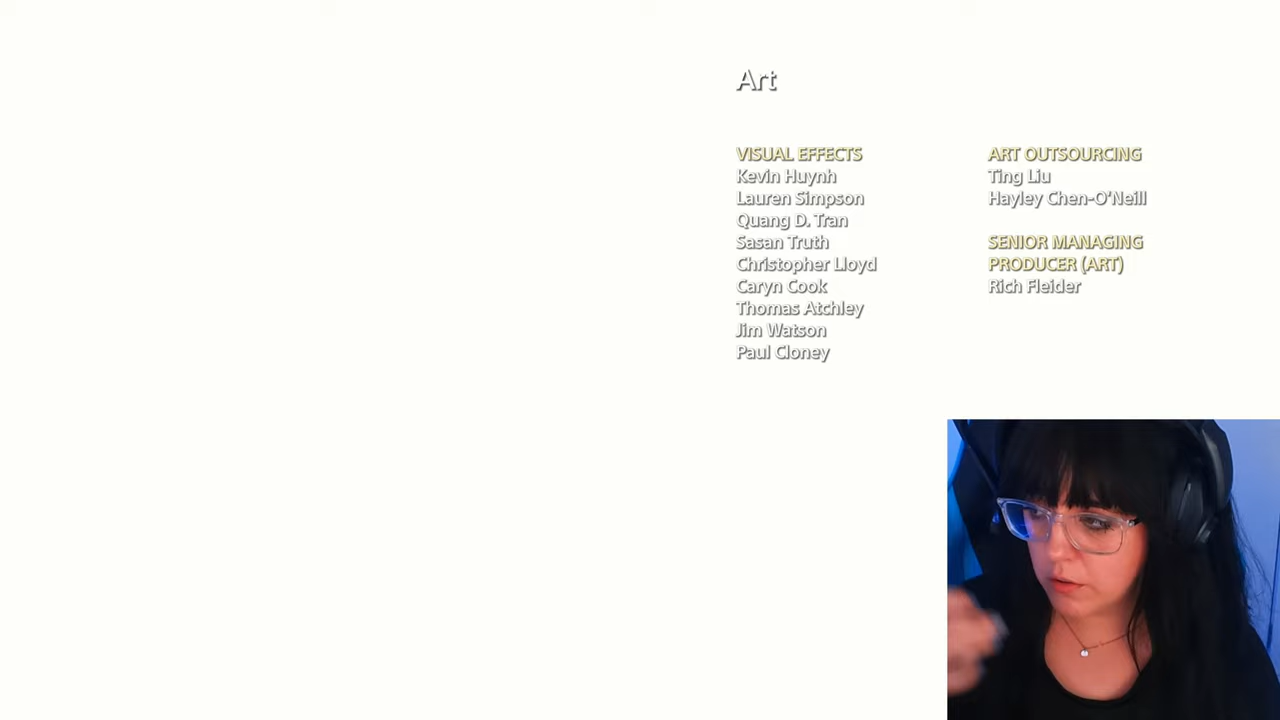 Art
VISUAL EFFECTS
Kevin Huynh
Lauren Simpson
Quang D. Tran
Sasan Truth
Christopher Lloyd
Caryn Cook
Thomas Atchley
Jim Watson
Paul Cloney
ART OUTSOURCING
Ting Liu
Hayley Chen-O'Neill
SENIOR MANAGING
PRODUCER (ART)
Rich Fleider